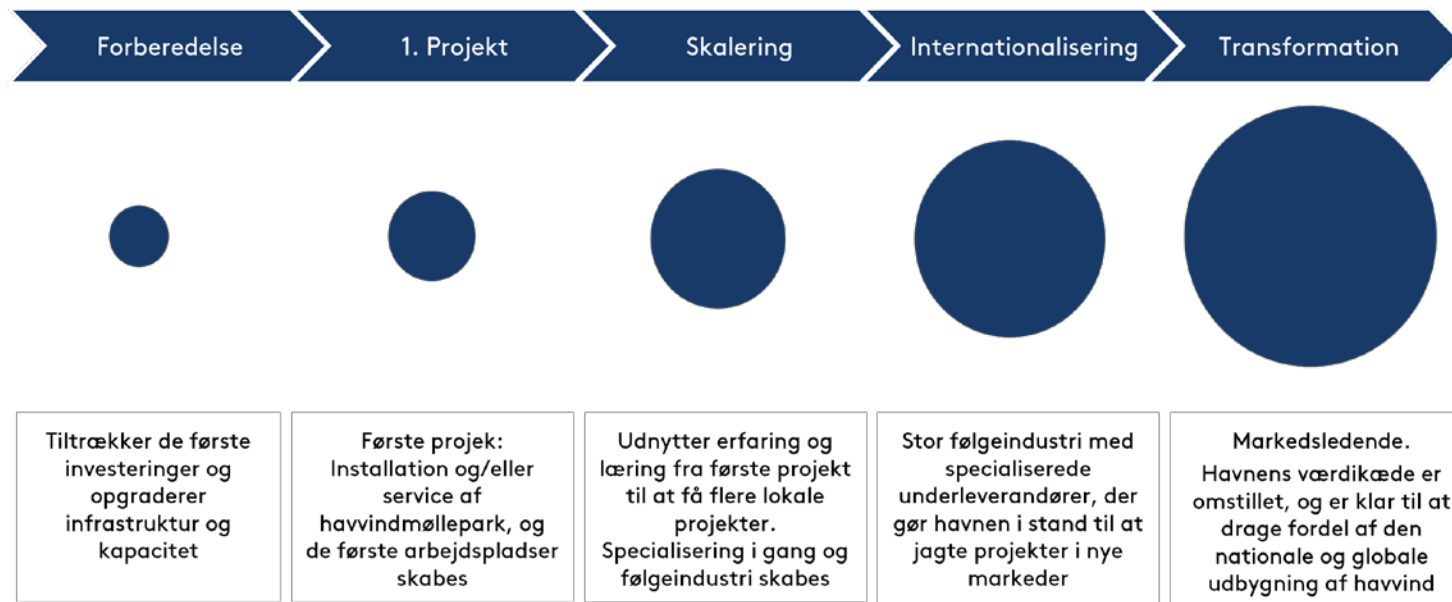 Forberedelse
1. Projekt
Skalering
Internationalisering
Transformation
Tiltrækker de første
investeringer og
opgraderer
infrastruktur og
kapacitet
Første projek:
Installation og/eller
service af
havvindmøllepark, og
de første arbejdspladser
skabes
Udnytter erfaring og
læring fra første projekt
til at få flere lokale
projekter.
Specialisering i gang og
følgeindustri skabes
Stor følgeindustri med
specialiserede
underleverandører, der
gør havnen i stand til at
jagte projekter i nye
markeder
Markedsledende.
Havnens værdikæde er
omstillet, og er klar til at
drage fordel af den
nationale og globale
udbygning af havvind